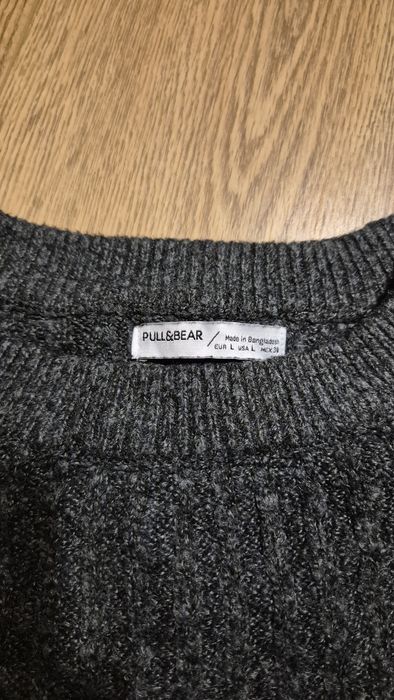 PULL&BEAR / Made in Bangladesh
EUR L USA L MEX 38